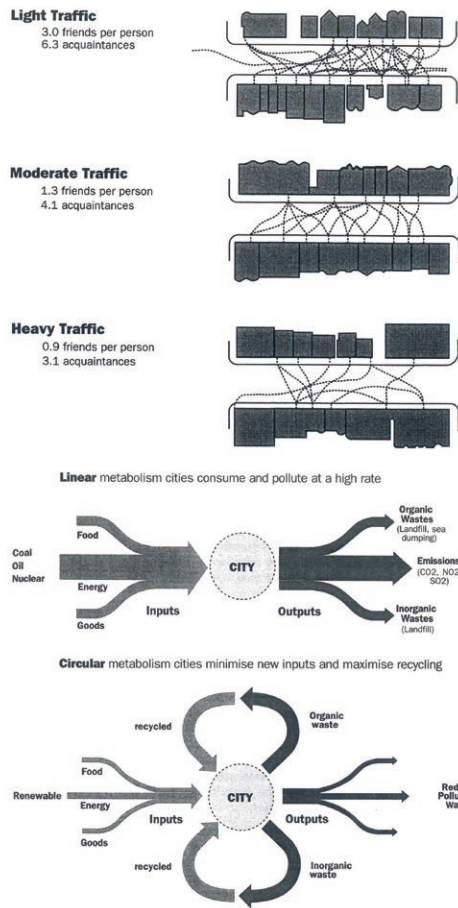 Light Traffic
3.0 friends per person
6.3 acquaintances
Moderate Traffic
1.3 friends per person
4.1 acquaintances
Heavy Traffic
0.9 friends per person
3.1 acquaintances
Linear metabolism cities consume and pollute at a high rate
Food
Coal
Oil
Nuclear
Energy
Goods
Inputs
CITY
Outputs
Organic
Wastes
(Landfill, sea
dumping)
Emissions
(CO2, NO2
SO2)
Inorganic
Wastes
(Landfill)
Circular metabolism cities minimise new inputs and maximise recycling
recycled
Organic
waste
Food
Renewable
Energy
Goods
Inputs
CITY
Outputs
Red
Pollu
Wa
recycled
Inorganic
waste